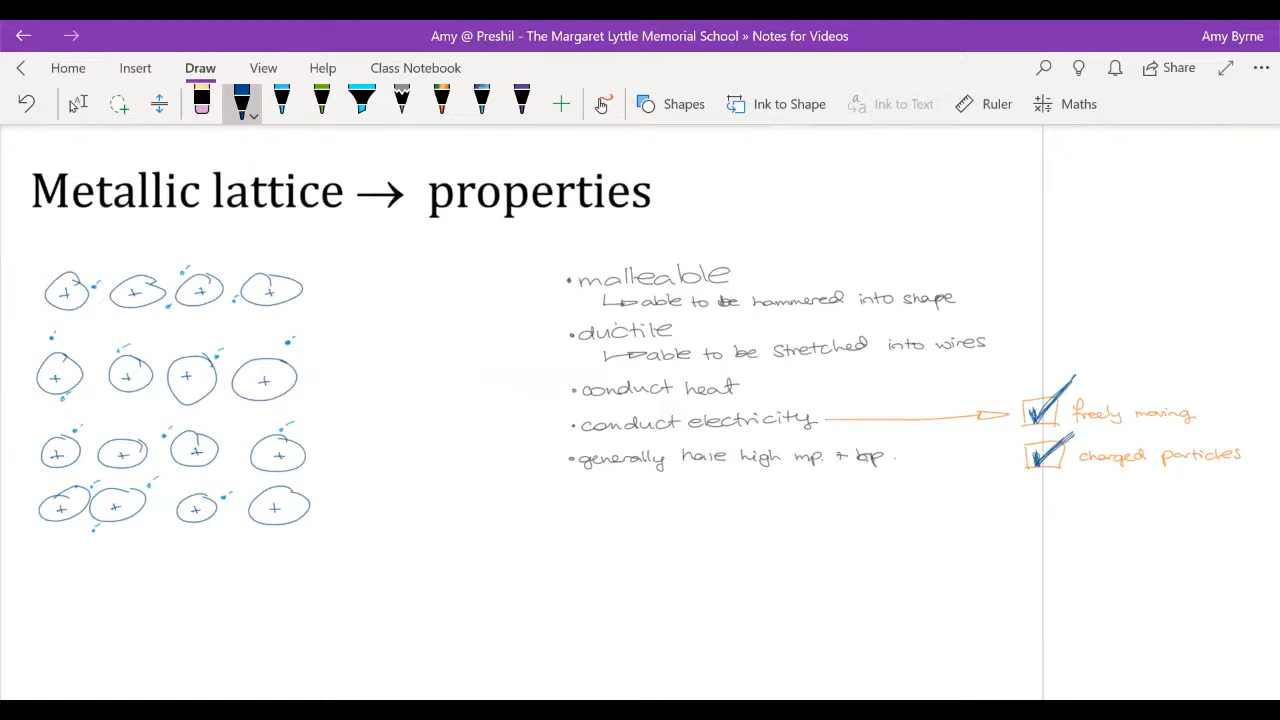 Amy @ Preshil - The Margaret Lyttle Memorial School » Notes for Videos
Amy Byrne
Home Insert Draw View Help Class Notebook
Share
Shapes Ink to Shape Ink to Text Ruler Maths
Metallic lattice → properties
• malleable
↳ able to be hammered into shape
• ductile
↳ able to be stretched into wires
• conduct heat
• conduct electricity → freely moving
• generally have high mp. + bp.
charged particles
+ + + +
+ + + +
+ + + +
+ + + +